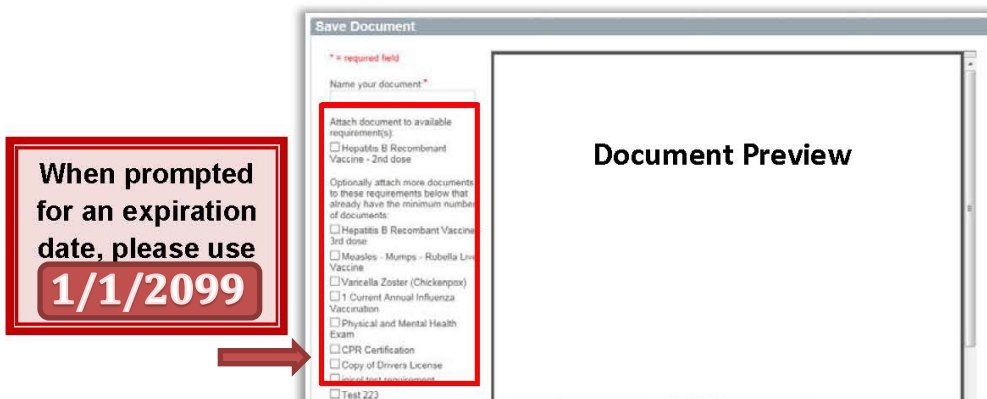 Save Document
* = required field
Name your document:*
Attach document to available
requirement(s):
Hepatitis B Recombinant
Vaccine - 2nd dose
Optionally attach more documents
to these requirements below that
already have the minimum number
of documents:
Hepatitis B Recombant Vaccine -
3rd dose
Measles - Mumps - Rubella Live
Vaccine
Varicella Zoster (Chickenpox)
1 Current Annual Influenza
Vaccination
Physical and Mental Health
Exam
CPR Certification
Copy of Drivers License
test requirement
Test 223
Document Preview
When prompted
for an expiration
date, please use
1/1/2099